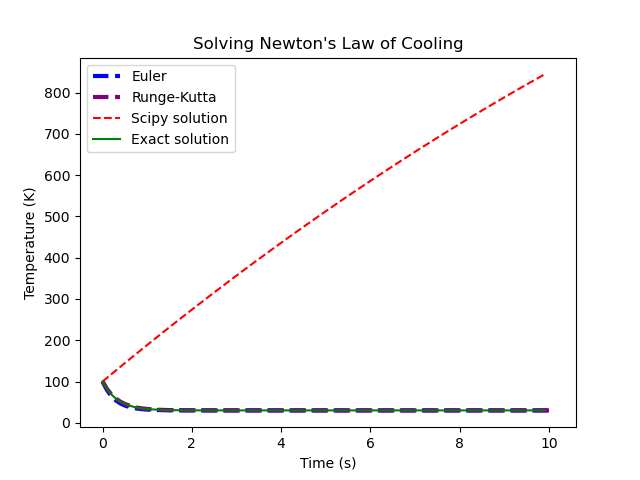 Solving Newton's Law of Cooling
Euler
Runge-Kutta
Scipy solution
Exact solution
800
700
600
500
400
300
200
100
0
Temperature (K)
0 2 4 6 8 10
Time (s)